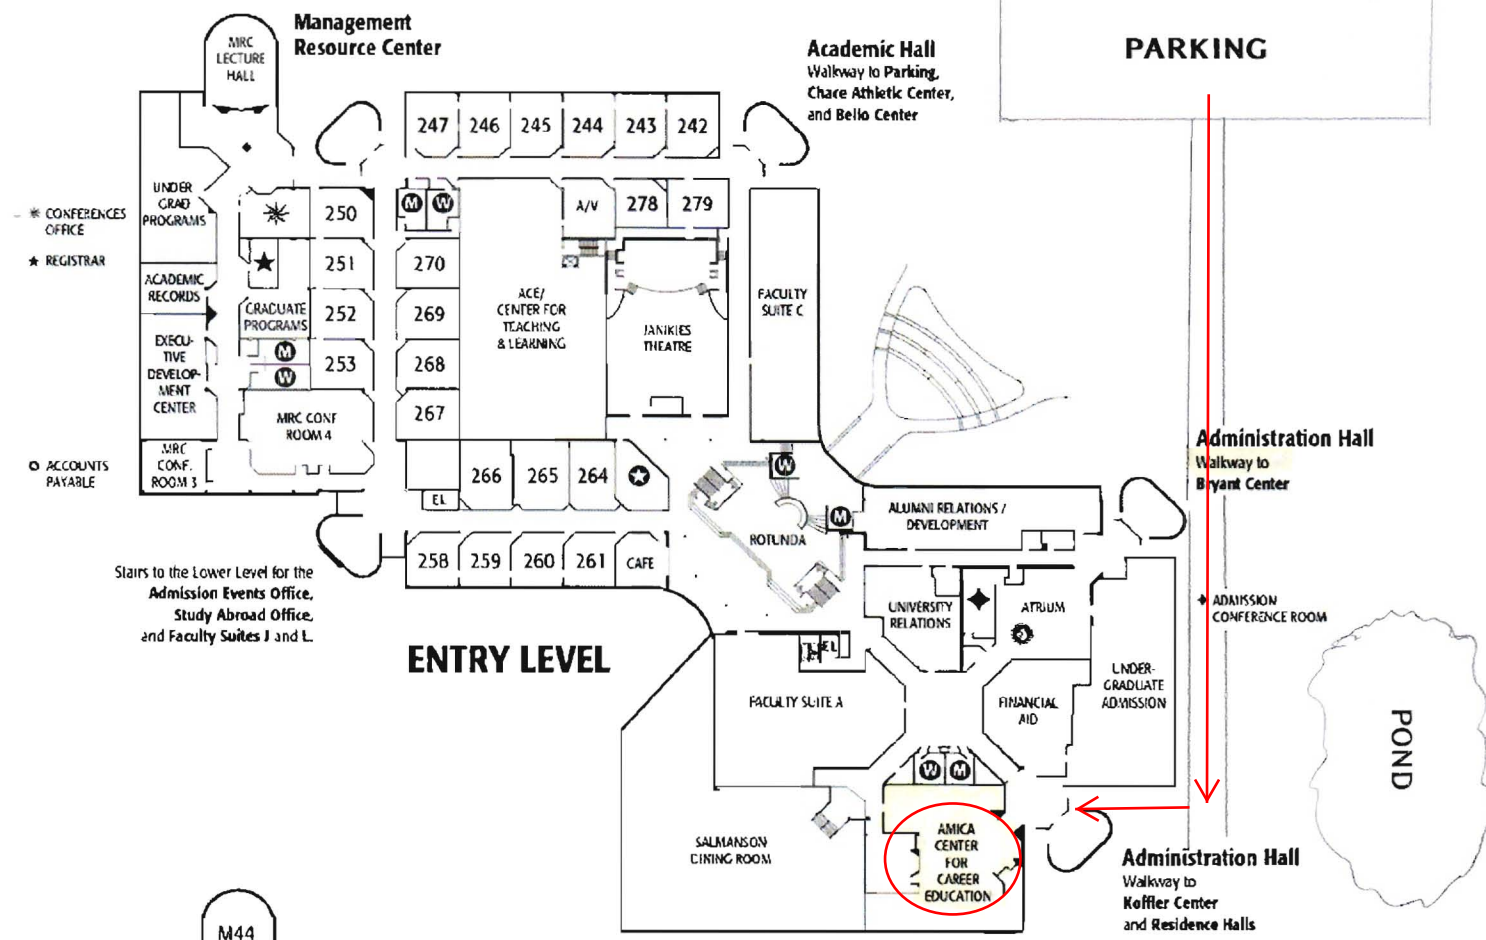 Management
Resource Center
MRC
LECTURE
HALL
Academic Hall
Walkway to Parking,
Chace Athletic Center,
and Bello Center
PARKING
247
246
245
244
243
242
UNDER
GRAD
PROGRAMS
CONFERENCES
OFFICE
REGISTRAR
250
M
W
A/V
278
279
251
270
ACADEMIC
RECORDS
GRADUATE
PROGRAMS
252
269
ACE/
CENTER FOR
TEACHING
& LEARNING
JANIKIES
THEATRE
FACULTY
SUITE C
EXECU-
TIVE
DEVELOP-
MENT
CENTER
M
W
253
268
267
MRC CONF
ROOM 4
MRC
CONF.
ROOM 3
ACCOUNTS
PAYABLE
EL
266
265
264
W
M
ROTUNDA
ALUMNI RELATIONS /
DEVELOPMENT
Administration Hall
Walkway to
Bryant Center
258
259
260
261
CAFE
Stairs to the Lower Level for the
Admission Events Office,
Study Abroad Office,
and Faculty Suites J and L.
ENTRY LEVEL
UNIVERSITY
RELATIONS
ATRIUM
ADMISSION
CONFERENCE ROOM
EL
FACULTY SUITE A
FINANCIAL
AID
UNDER-
GRADUATE
ADMISSION
POND
W
M
SALMANSON
DINING ROOM
AMICA
CENTER
FOR
CAREER
EDUCATION
Administration Hall
Walkway to
Koffler Center
and Residence Halls
M44